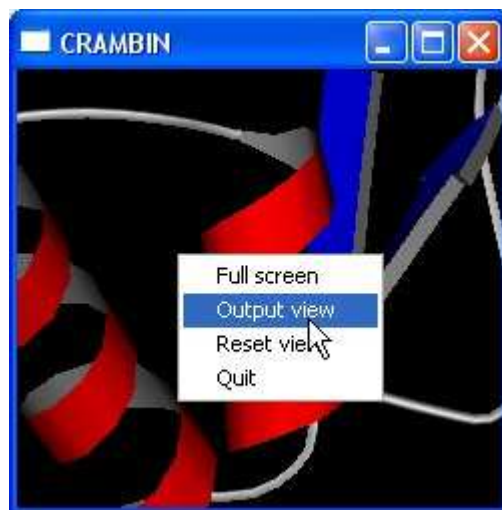 CRAMBIN
Full screen
Output view
Reset view
Quit